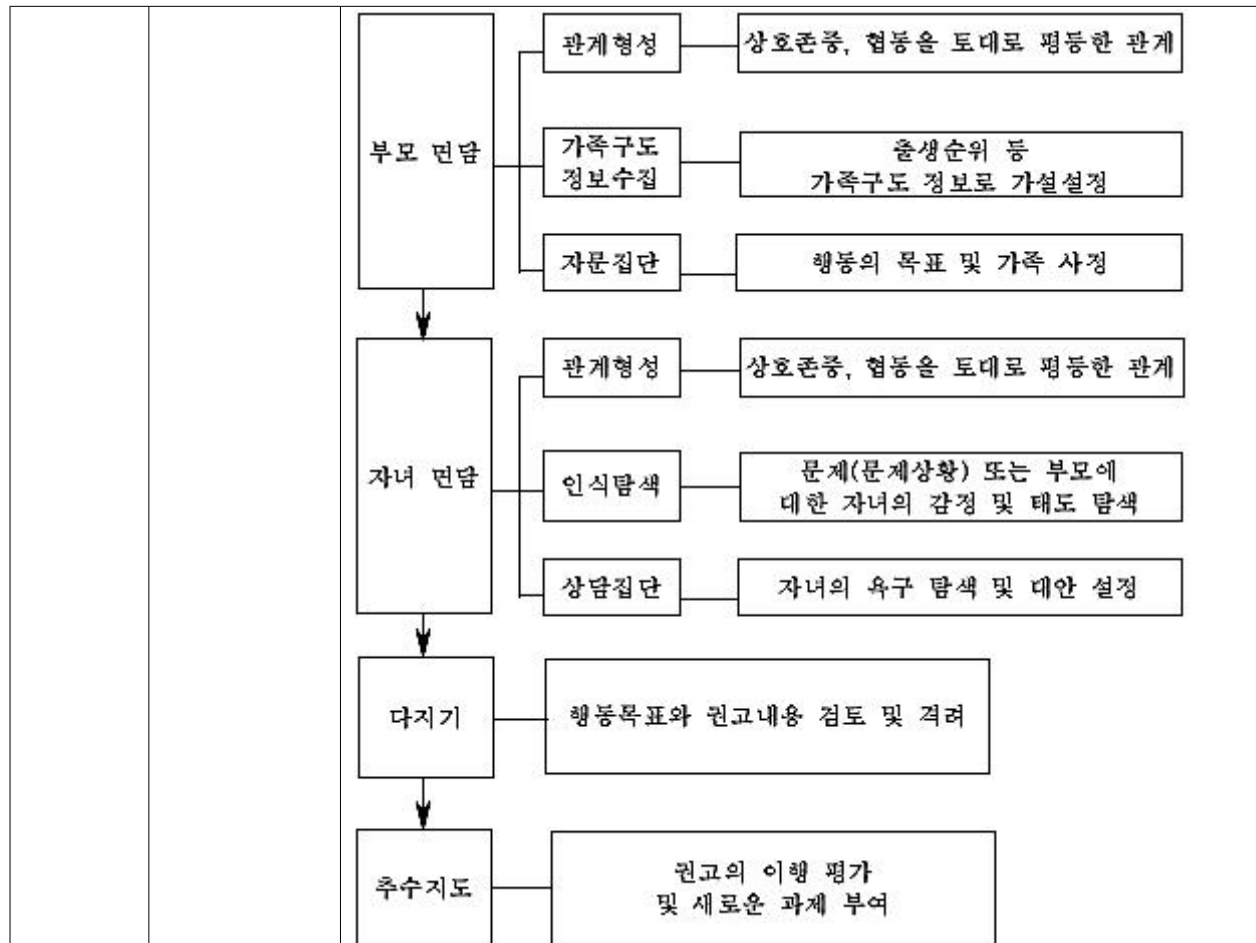 관계형성
상호존중, 협동을 토대로 평등한 관계
부모 면담
가족구도
정보수집
출생순위 등
가족구도 정보로 가설설정
자문집단
행동의 목표 및 가족 사정
관계형성
상호존중, 협동을 토대로 평등한 관계
자녀 면담
인식탐색
문제(문제상황) 또는 부모에
대한 자녀의 감정 및 태도 탐색
상담집단
자녀의 욕구 탐색 및 대안 설정
다지기
행동목표와 권고내용 검토 및 격려
추수지도
권고의 이행 평가
및 새로운 과제 부여